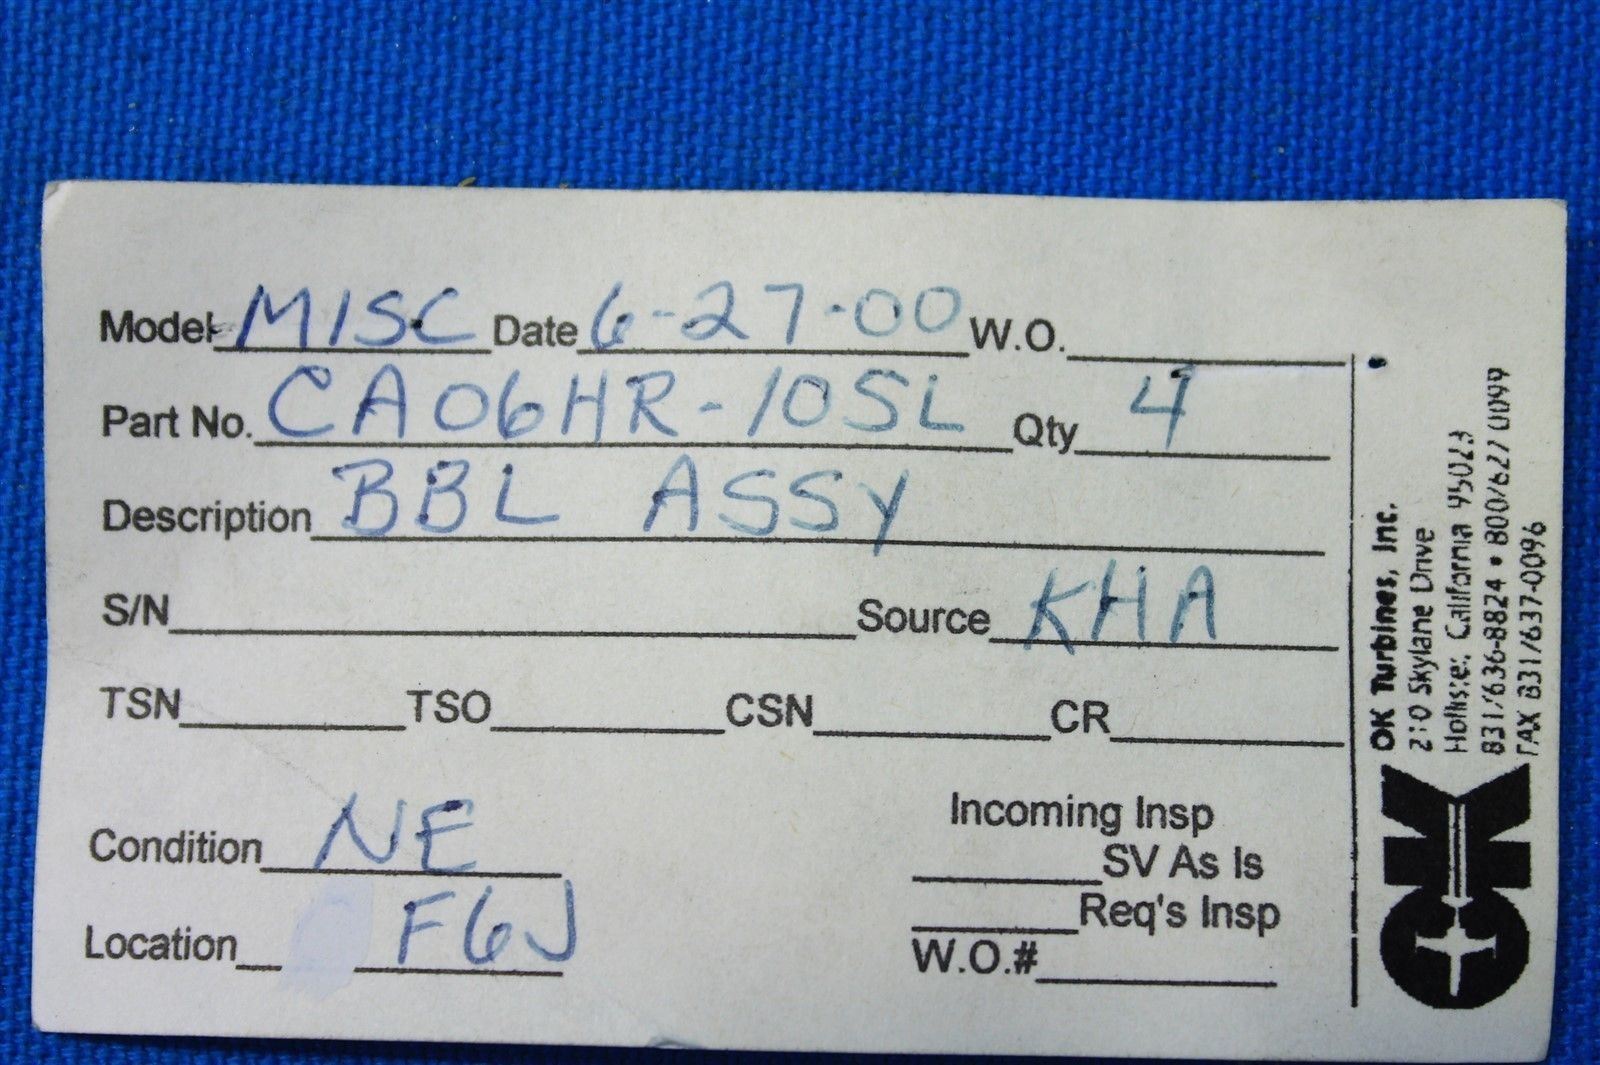 Model MISC Date 6-27-00 W.O.
Part No. CA06HR-10SL Qty 4
Description BBL ASSY
S/N Source KHA
TSN TSO CSN CR
Condition NE
Location F6J
Incoming Insp
SV As Is
Req's Insp
W.O.#
OK Turbines, Inc.
210 Skylane Drive
Hollister, California 95023
831/636-8824 • 800/627-0099
FAX 831/637-0096
OK